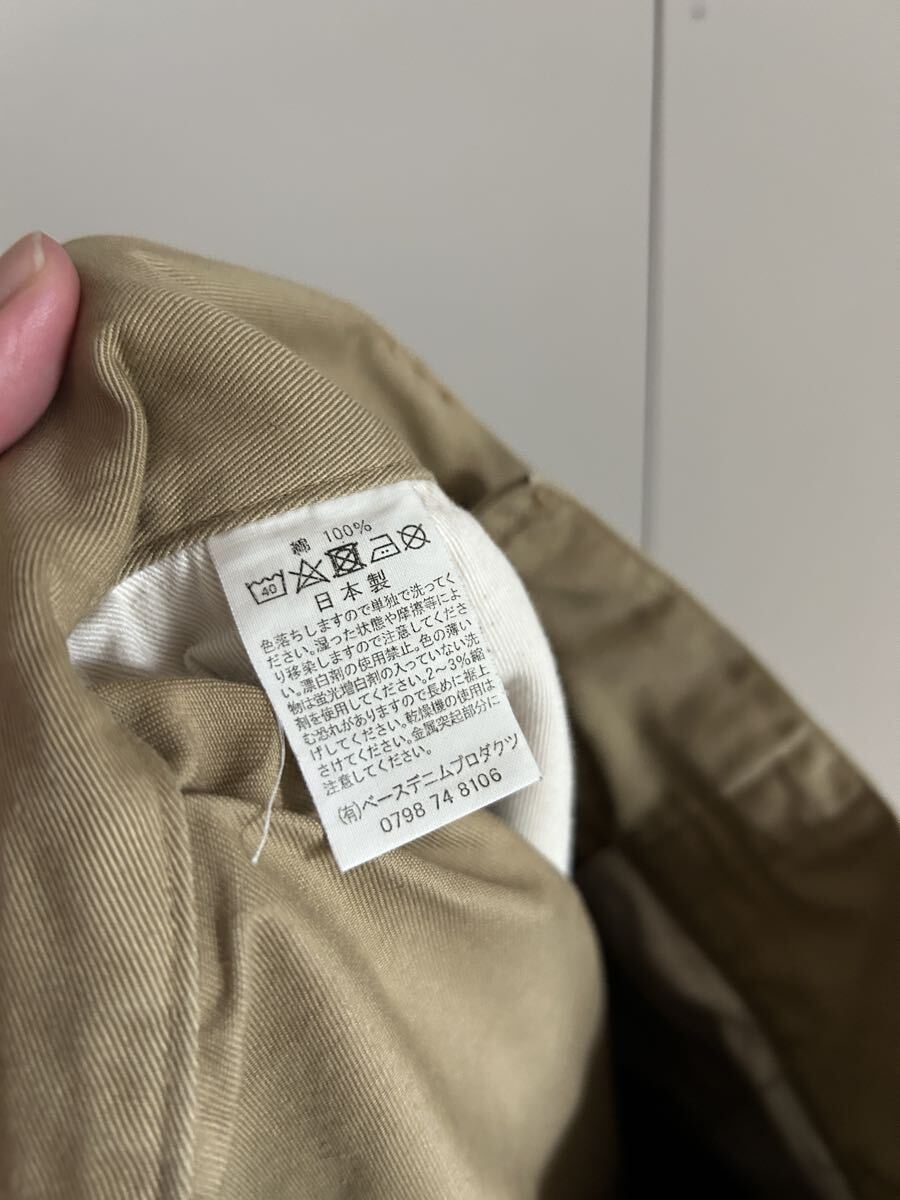 綿 100%
40
日本製
色落ちしますので単独で洗ってく
ださい。湿った状態や摩擦等によ
り移染しますので注意してくださ
い。漂白剤の使用禁止。色の薄い
物は蛍光増白剤の入っていない洗
剤を使用してください。2〜3%縮
む恐れがありますので長めに裾上
げしてください。乾燥機の使用は
さけてください。金属突起部分に
注意してください。
(有)ベースデニムプロダクツ
0798 74 8106